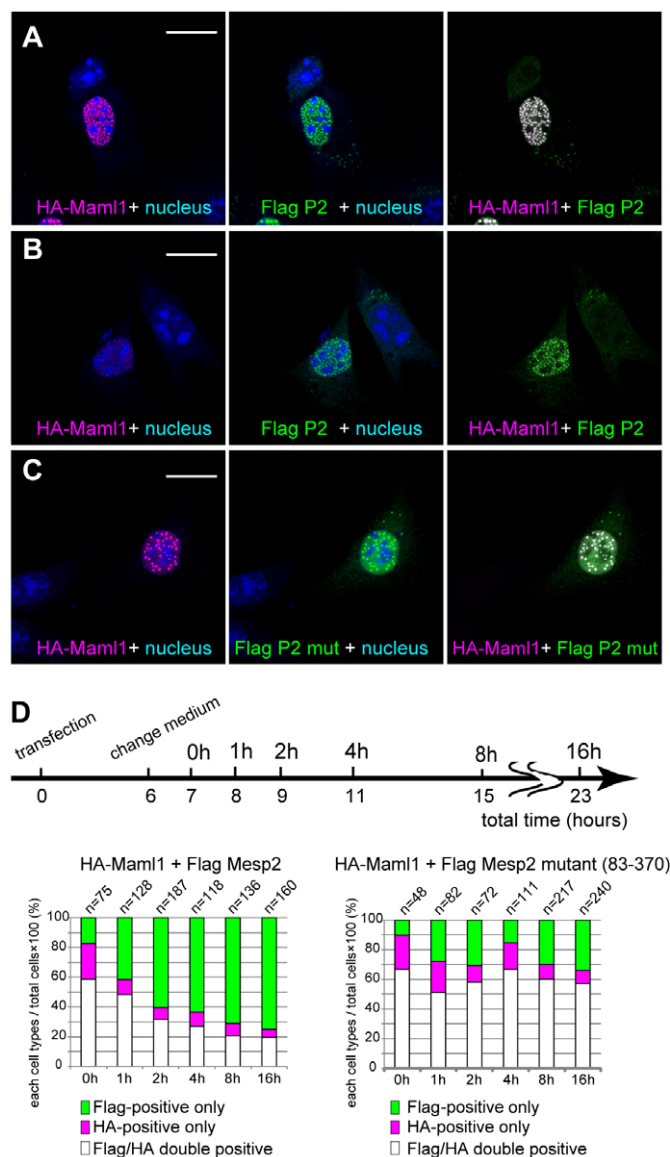 A
HA-Maml1+ nucleus
Flag P2 + nucleus
HA-Maml1+ Flag P2
B
HA-Maml1+ nucleus
Flag P2 + nucleus
HA-Maml1+ Flag P2
C
HA-Maml1+ nucleus
Flag P2 mut + nucleus
HA-Maml1+ Flag P2 mut
D
transfection
change medium
0h 1h 2h 4h 8h 16h
0 6 7 8 9 11 15 23
total time (hours)
HA-Maml1 + Flag Mesp2
n=75 n=128 n=187 n=118 n=136 n=160
each cell types / total cells×100 (%)
100
80
60
40
20
0
0h 1h 2h 4h 8h 16h
Flag-positive only
HA-positive only
Flag/HA double positive
HA-Maml1 + Flag Mesp2 mutant (83-370)
n=48 n=82 n=72 n=111 n=217 n=240
each cell types / total cells×100 (%)
100
80
60
40
20
0
0h 1h 2h 4h 8h 16h
Flag-positive only
HA-positive only
Flag/HA double positive